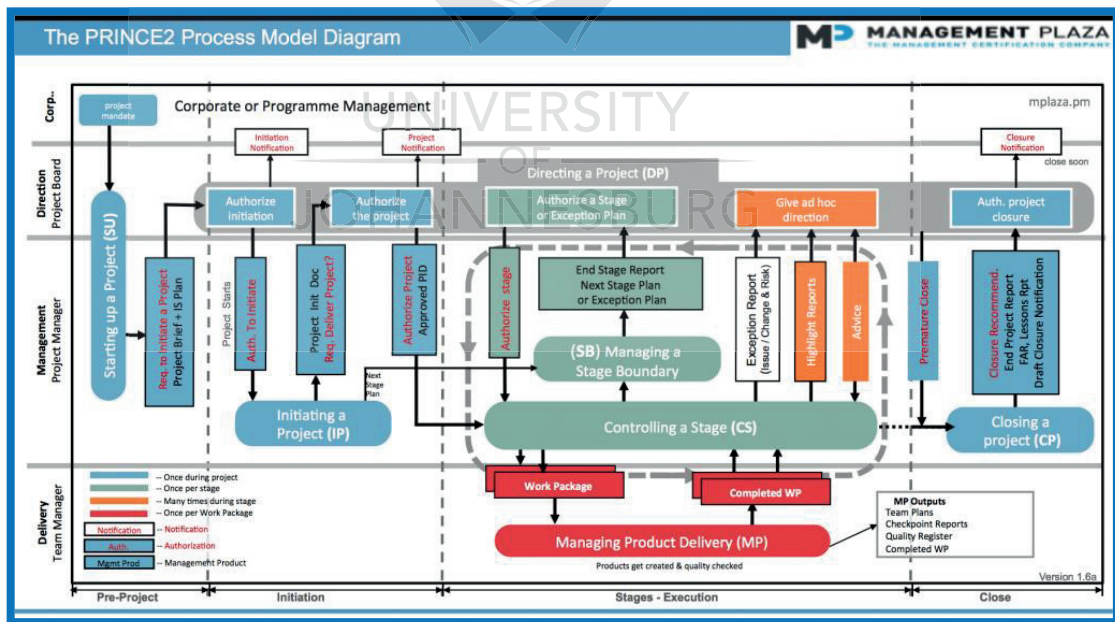 The PRINCE2 Process Model Diagram
MP MANAGEMENT PLAZA
THE MANAGEMENT CERTIFICATION COMPANY
UNIVERSITY
OF
JOHANNESBURG
Corp..
project
mandate
Corporate or Programme Management
mplaza.pm
Initiation
Notification
Project
Notification
Closure
Notification
close soon
Direction
Project Board
Directing a Project (DP)
Authorize
initiation
Authorize
the project
Authorize a Stage
or Exception Plan
Give ad hoc
direction
Auth. project
closure
Management
Project Manager
Starting up a Project (SU)
Req. to Initiate a Project
Project Brief + IS Plan
Project Starts
Auth. To Initiate
Project Init Doc
Req. Deliver Project?
Authorize Project
Approved PID
Authorize stage
End Stage Report
Next Stage Plan
or Exception Plan
Exception Report
(Issue / Change & Risk)
Highlight Reports
Advice
Premature Close
Closure Recommend.
End Project Report
FAR, Lessons Rpt
Draft Closure Notification
(SB) Managing a
Stage Boundary
Next
Stage
Plan
Initiating a
Project (IP)
Controlling a Stage (CS)
Closing a
project (CP)
Delivery
Team Manager
-- Once during project
-- Once per stage
-- Many times during stage
-- Once per Work Package
Notification -- Notification
Auth. -- Authorization
Mgmt Prod -- Management Product
Work Package
Completed WP
Managing Product Delivery (MP)
Products get created & quality checked
MP Outputs
Team Plans
Checkpoint Reports
Quality Register
Completed WP
Version 1.6a
Pre-Project
Initiation
Stages - Execution
Close